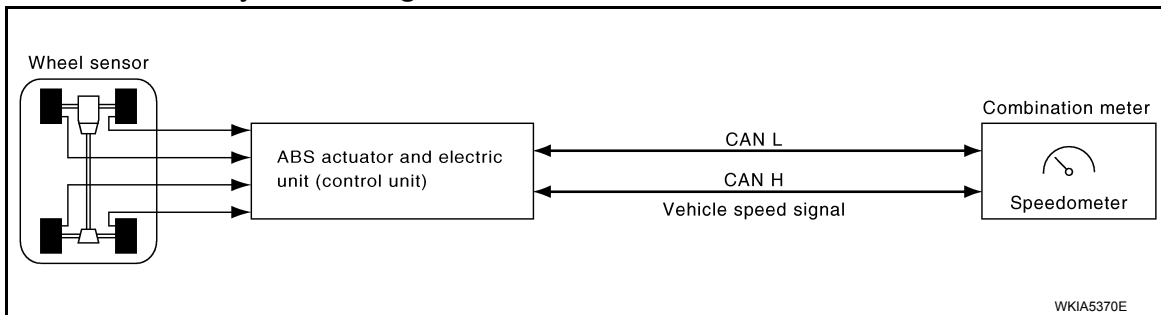 Wheel sensor
ABS actuator and electric
unit (control unit)
CAN L
CAN H
Vehicle speed signal
Combination meter
Speedometer
WKIA5370E